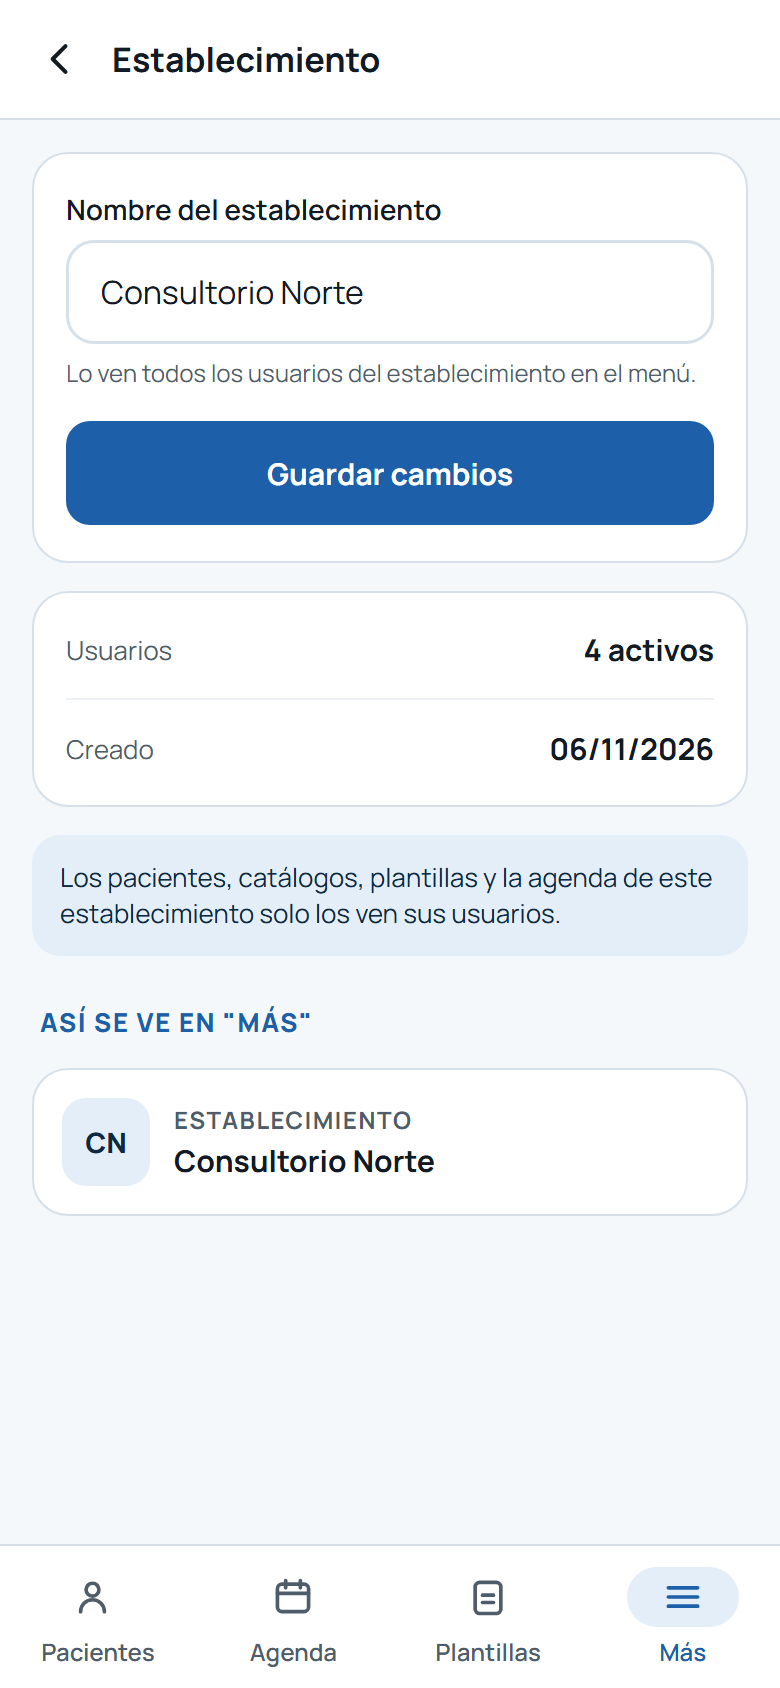 Establecimiento
Nombre del establecimiento
Consultorio Norte
Lo ven todos los usuarios del establecimiento en el menú.
Guardar cambios
Usuarios
4 activos
Creado
06/11/2026
Los pacientes, catálogos, plantillas y la agenda de este
establecimiento solo los ven sus usuarios.
ASÍ SE VE EN "MÁS"
CN
ESTABLECIMIENTO
Consultorio Norte
Pacientes
Agenda
Plantillas
Más